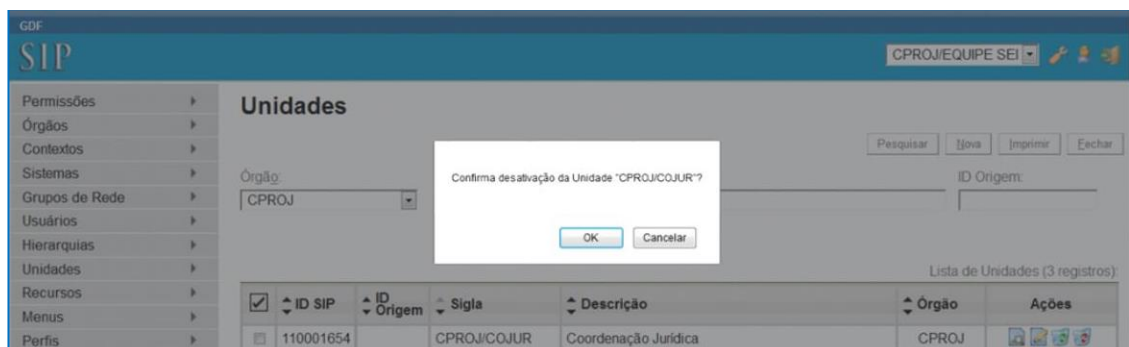 GDF
SIP
CPROJ/EQUIPE SEI
Permissões
Órgãos
Contextos
Sistemas
Grupos de Rede
Usuários
Hierarquias
Unidades
Recursos
Menus
Perfis
Unidades
Pesquisar Nova Imprimir Fechar
Órgão: ID Origem:
CPROJ
Confirma desativação da Unidade "CPROJ/COJUR"?
OK Cancelar
Lista de Unidades (3 registros):
ID SIP ID Origem Sigla Descrição Órgão Ações
110001654 CPROJ/COJUR Coordenação Jurídica CPROJ